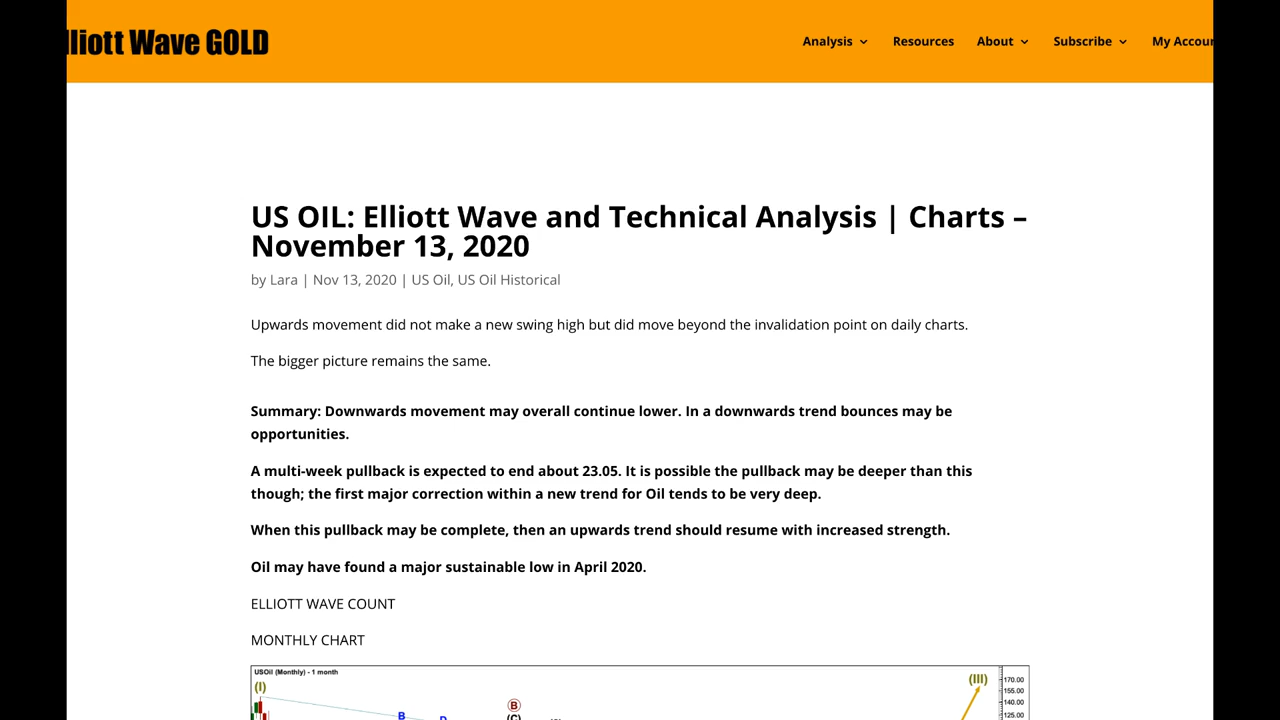 lliott Wave GOLD
Analysis Resources About Subscribe My Accour
US OIL: Elliott Wave and Technical Analysis | Charts –
November 13, 2020
by Lara | Nov 13, 2020 | US Oil, US Oil Historical
Upwards movement did not make a new swing high but did move beyond the invalidation point on daily charts.
The bigger picture remains the same.
Summary: Downwards movement may overall continue lower. In a downwards trend bounces may be
opportunities.
A multi-week pullback is expected to end about 23.05. It is possible the pullback may be deeper than this
though; the first major correction within a new trend for Oil tends to be very deep.
When this pullback may be complete, then an upwards trend should resume with increased strength.
Oil may have found a major sustainable low in April 2020.
ELLIOTT WAVE COUNT
MONTHLY CHART
USOil (Monthly) - 1 month
(I)
(III)
170.00
155.00
140.00
125.00
B
(C)
B